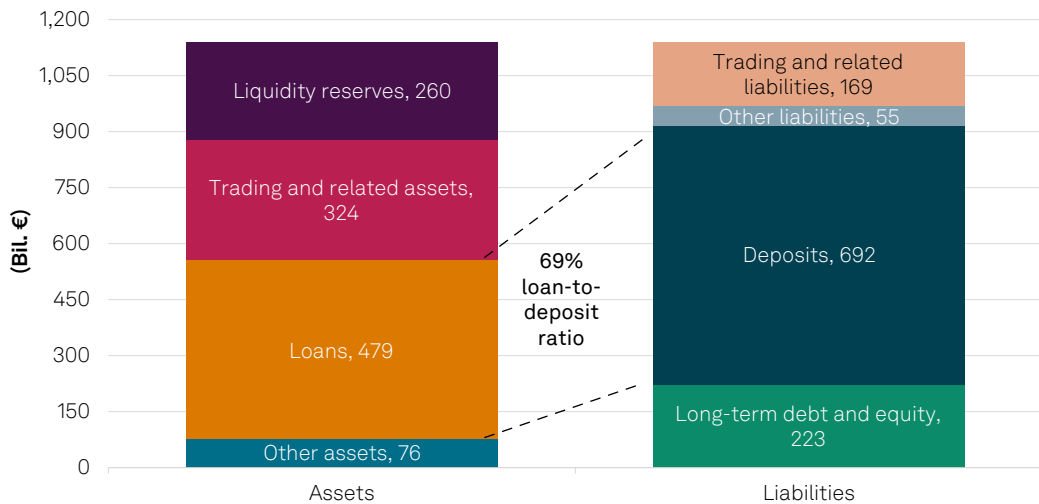 1,200
1,050
900
750
600
450
300
150
0
(Bil. €)
Liquidity reserves, 260
Trading and related assets,
324
Loans, 479
Other assets, 76
69%
loan-to-
deposit
ratio
Trading and related
liabilities, 169
Other liabilities, 55
Deposits, 692
Long-term debt and equity,
223
Assets
Liabilities